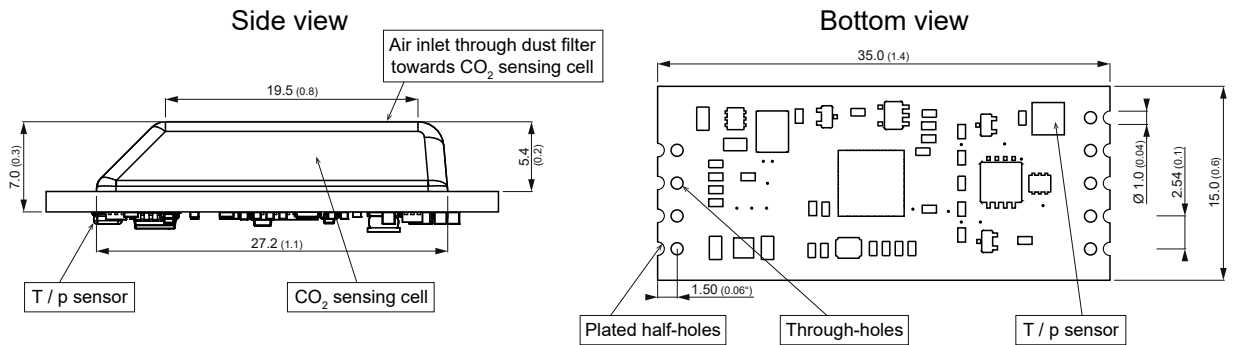 Side view
Air inlet through dust filter
towards CO2 sensing cell
19.5 (0.8)
7.0 (0.3)
5.4
(0.2)
27.2 (1.1)
T / p sensor
CO2 sensing cell
Bottom view
35.0 (1.4)
Ø 1.0 (0.04)
2.54 (0.1)
15.0 (0.6)
1.50 (0.06")
Plated half-holes
Through-holes
T / p sensor